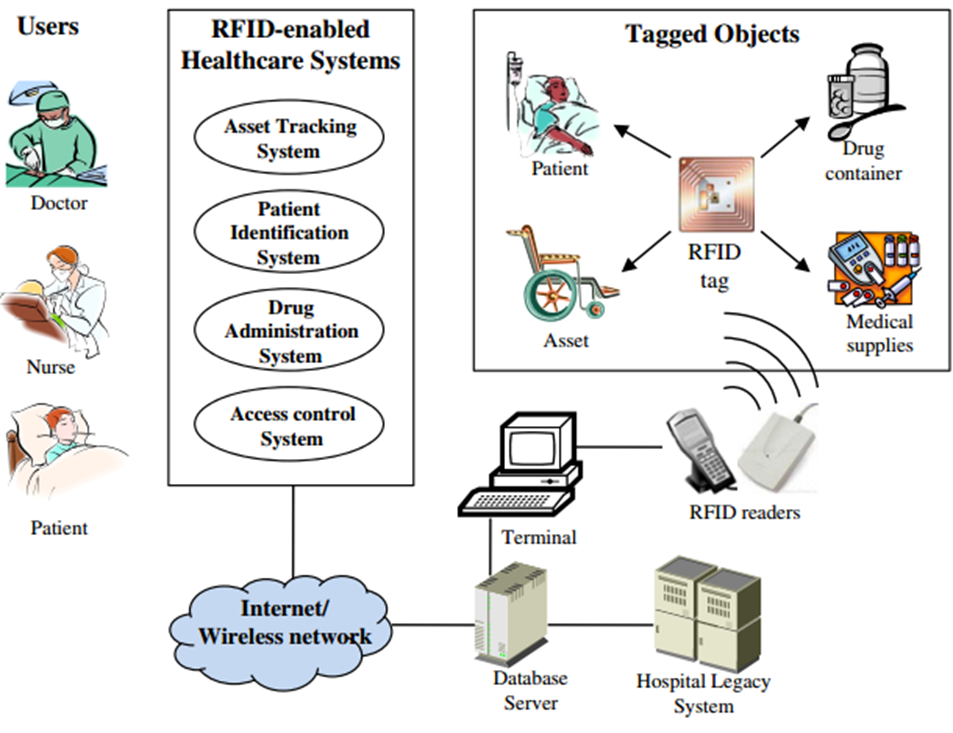 Users
Doctor
Nurse
Patient
RFID-enabled
Healthcare Systems
Asset Tracking
System
Patient
Identification
System
Drug
Administration
System
Access control
System
Tagged Objects
Patient
Drug
container
RFID
tag
Asset
Medical
supplies
RFID readers
Terminal
Internet/
Wireless network
Database
Server
Hospital Legacy
System